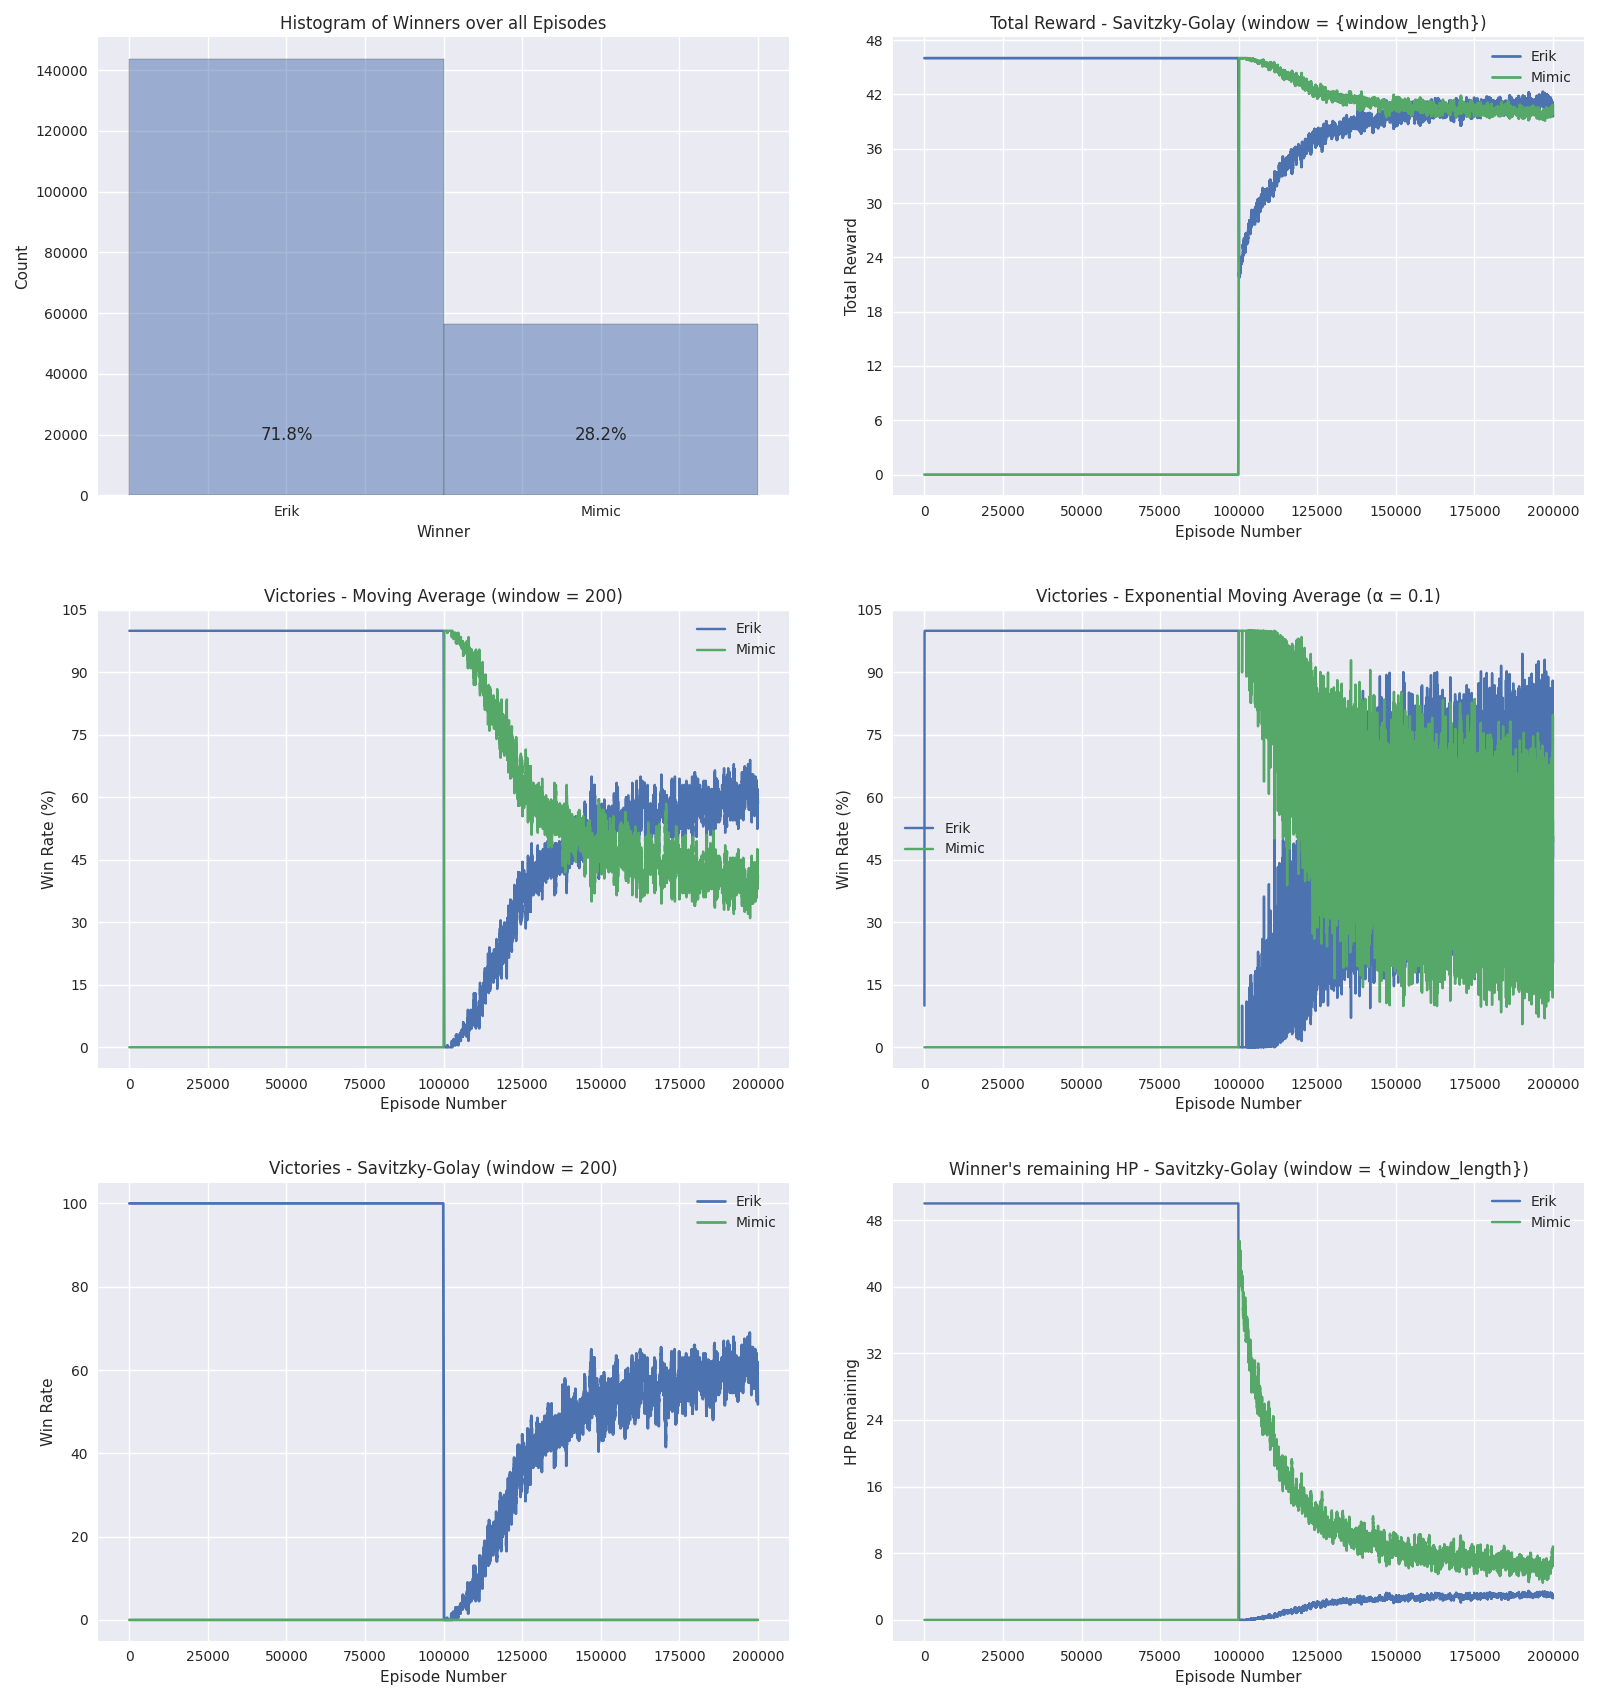 Histogram of Winners over all Episodes
140000
120000
100000
80000
60000
40000
20000
0
Count
71.8%
28.2%
Erik
Mimic
Winner
Total Reward - Savitzky-Golay (window = {window_length})
48
42
36
30
24
18
12
6
0
Total Reward
Erik
Mimic
0 25000 50000 75000 100000 125000 150000 175000 200000
Episode Number
Victories - Moving Average (window = 200)
105
90
75
60
45
30
15
0
Win Rate (%)
Erik
Mimic
0 25000 50000 75000 100000 125000 150000 175000 200000
Episode Number
Victories - Exponential Moving Average (α = 0.1)
105
90
75
60
45
30
15
0
Win Rate (%)
Erik
Mimic
0 25000 50000 75000 100000 125000 150000 175000 200000
Episode Number
Victories - Savitzky-Golay (window = 200)
100
80
60
40
20
0
Win Rate
Erik
Mimic
0 25000 50000 75000 100000 125000 150000 175000 200000
Episode Number
Winner's remaining HP - Savitzky-Golay (window = {window_length})
48
40
32
24
16
8
0
HP Remaining
Erik
Mimic
0 25000 50000 75000 100000 125000 150000 175000 200000
Episode Number